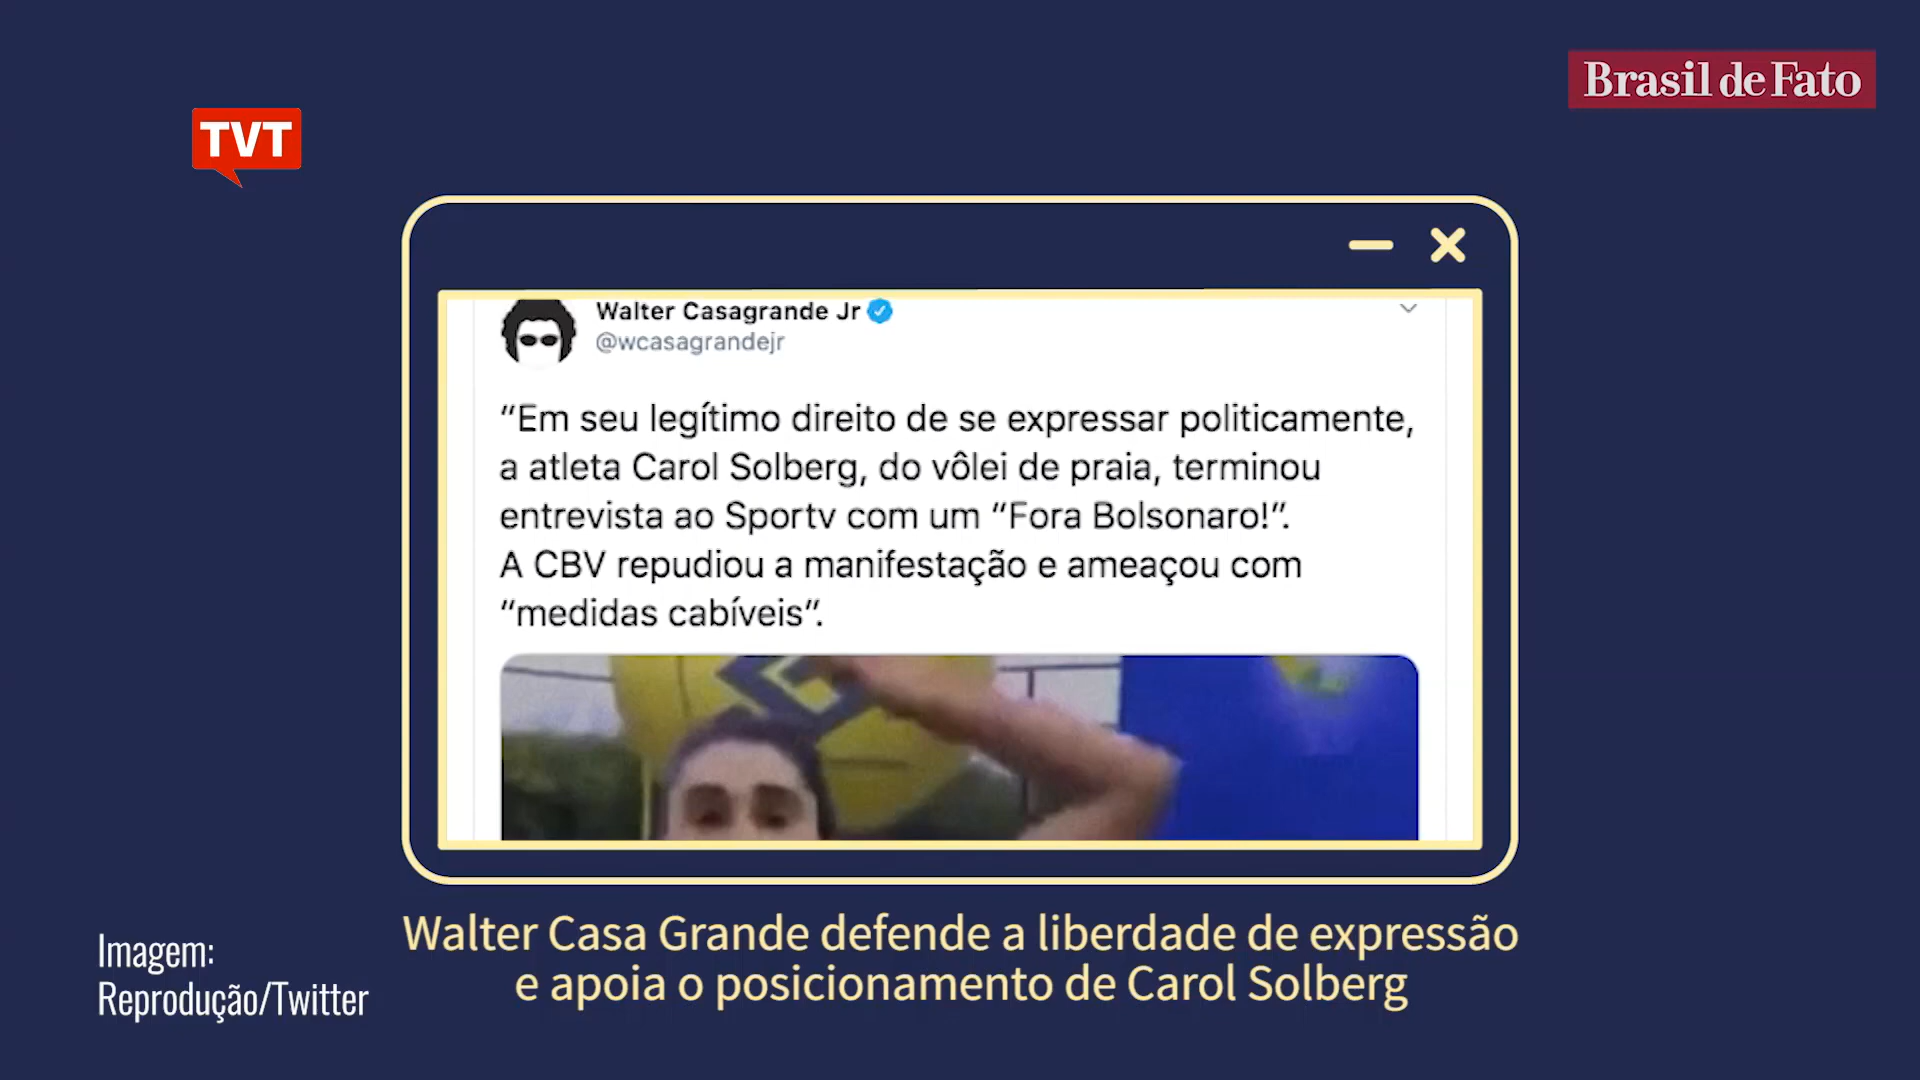 Brasil de Fato
TVT
Walter Casagrande Jr
@wcasagrandejr
“Em seu legítimo direito de se expressar politicamente,
a atleta Carol Solberg, do vôlei de praia, terminou
entrevista ao Sportv com um “Fora Bolsonaro!”.
A CBV repudiou a manifestação e ameaçou com
“medidas cabíveis”.
Walter Casa Grande defende a liberdade de expressão
e apoia o posicionamento de Carol Solberg
Imagem:
Reprodução/Twitter